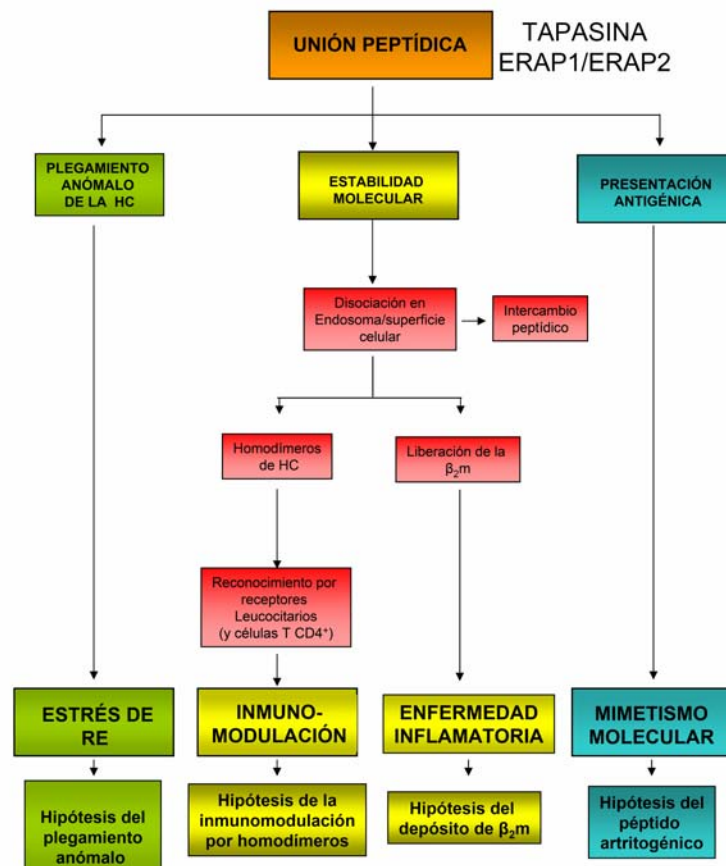 UNIÓN PEPTÍDICA
TAPASINA
ERAP1/ERAP2
PLEGAMIENTO
ANÓMALO
DE LA HC
ESTABILIDAD
MOLECULAR
PRESENTACIÓN
ANTIGÉNICA
Disociación en
Endosoma/superficie
celular
Intercambio
peptídico
Homodímeros
de HC
Liberación de la
β₂m
Reconocimiento por
receptores
Leucocitarios
(y células T CD4⁺)
ESTRÉS DE
RE
INMUNO-
MODULACIÓN
ENFERMEDAD
INFLAMATORIA
MIMETISMO
MOLECULAR
Hipótesis del
plegamiento
anómalo
Hipótesis de la
inmunomodulación
por homodímeros
Hipótesis del
depósito de β₂m
Hipótesis del
péptido
artritogénico